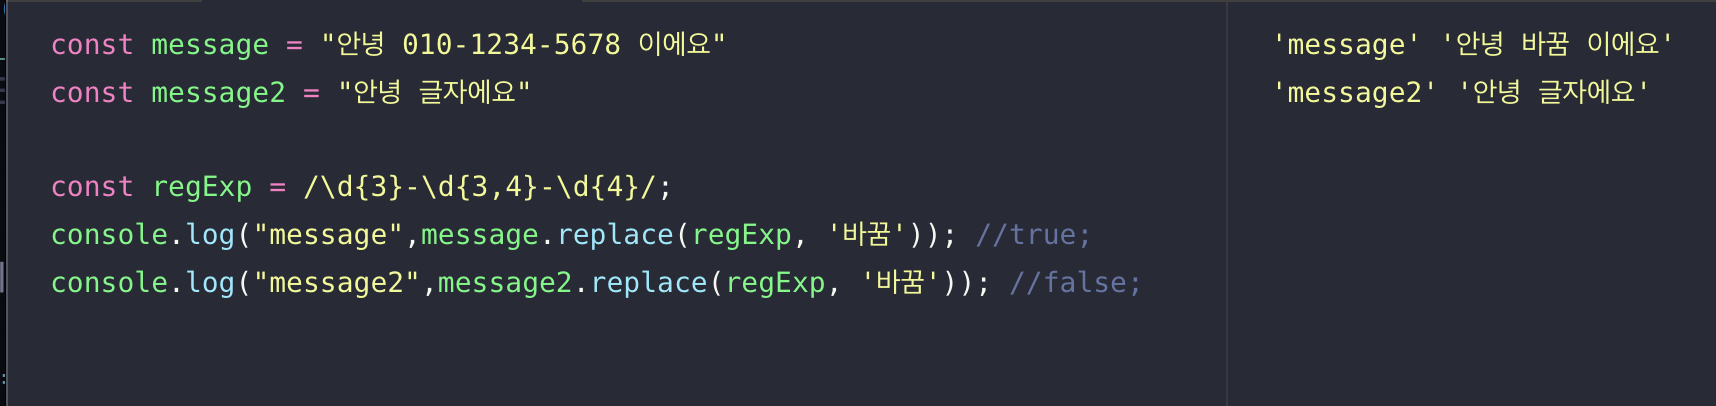 const message = "안녕 010-1234-5678 이에요"
const message2 = "안녕 글자에요"
const regExp = /\d{3}-\d{3,4}-\d{4}/;
console.log("message",message.replace(regExp, '바꿈')); //true;
console.log("message2",message2.replace(regExp, '바꿈')); //false;
'message' '안녕 바꿈 이에요'
'message2' '안녕 글자에요'